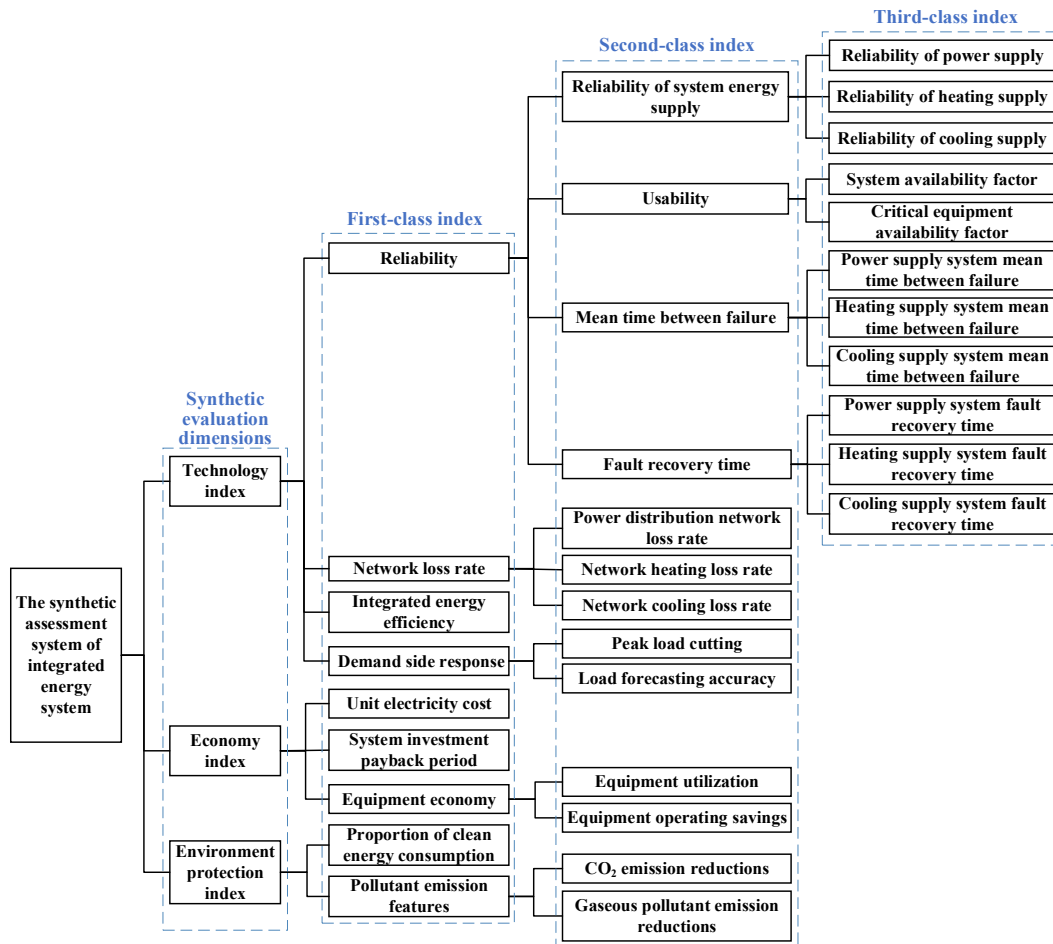 Third-class index
Second-class index
First-class index
Synthetic
evaluation
dimensions
The synthetic
assessment
system of
integrated
energy
system
Technology
index
Economy
index
Environment
protection
index
Reliability
Network loss rate
Integrated energy
efficiency
Demand side response
Unit electricity cost
System investment
payback period
Equipment economy
Proportion of clean
energy consumption
Pollutant emission
features
Reliability of system energy
supply
Usability
Mean time between failure
Fault recovery time
Power distribution network
loss rate
Network heating loss rate
Network cooling loss rate
Peak load cutting
Load forecasting accuracy
Equipment utilization
Equipment operating savings
CO₂ emission reductions
Gaseous pollutant emission
reductions
Reliability of power supply
Reliability of heating supply
Reliability of cooling supply
System availability factor
Critical equipment
availability factor
Power supply system mean
time between failure
Heating supply system mean
time between failure
Cooling supply system mean
time between failure
Power supply system fault
recovery time
Heating supply system fault
recovery time
Cooling supply system fault
recovery time